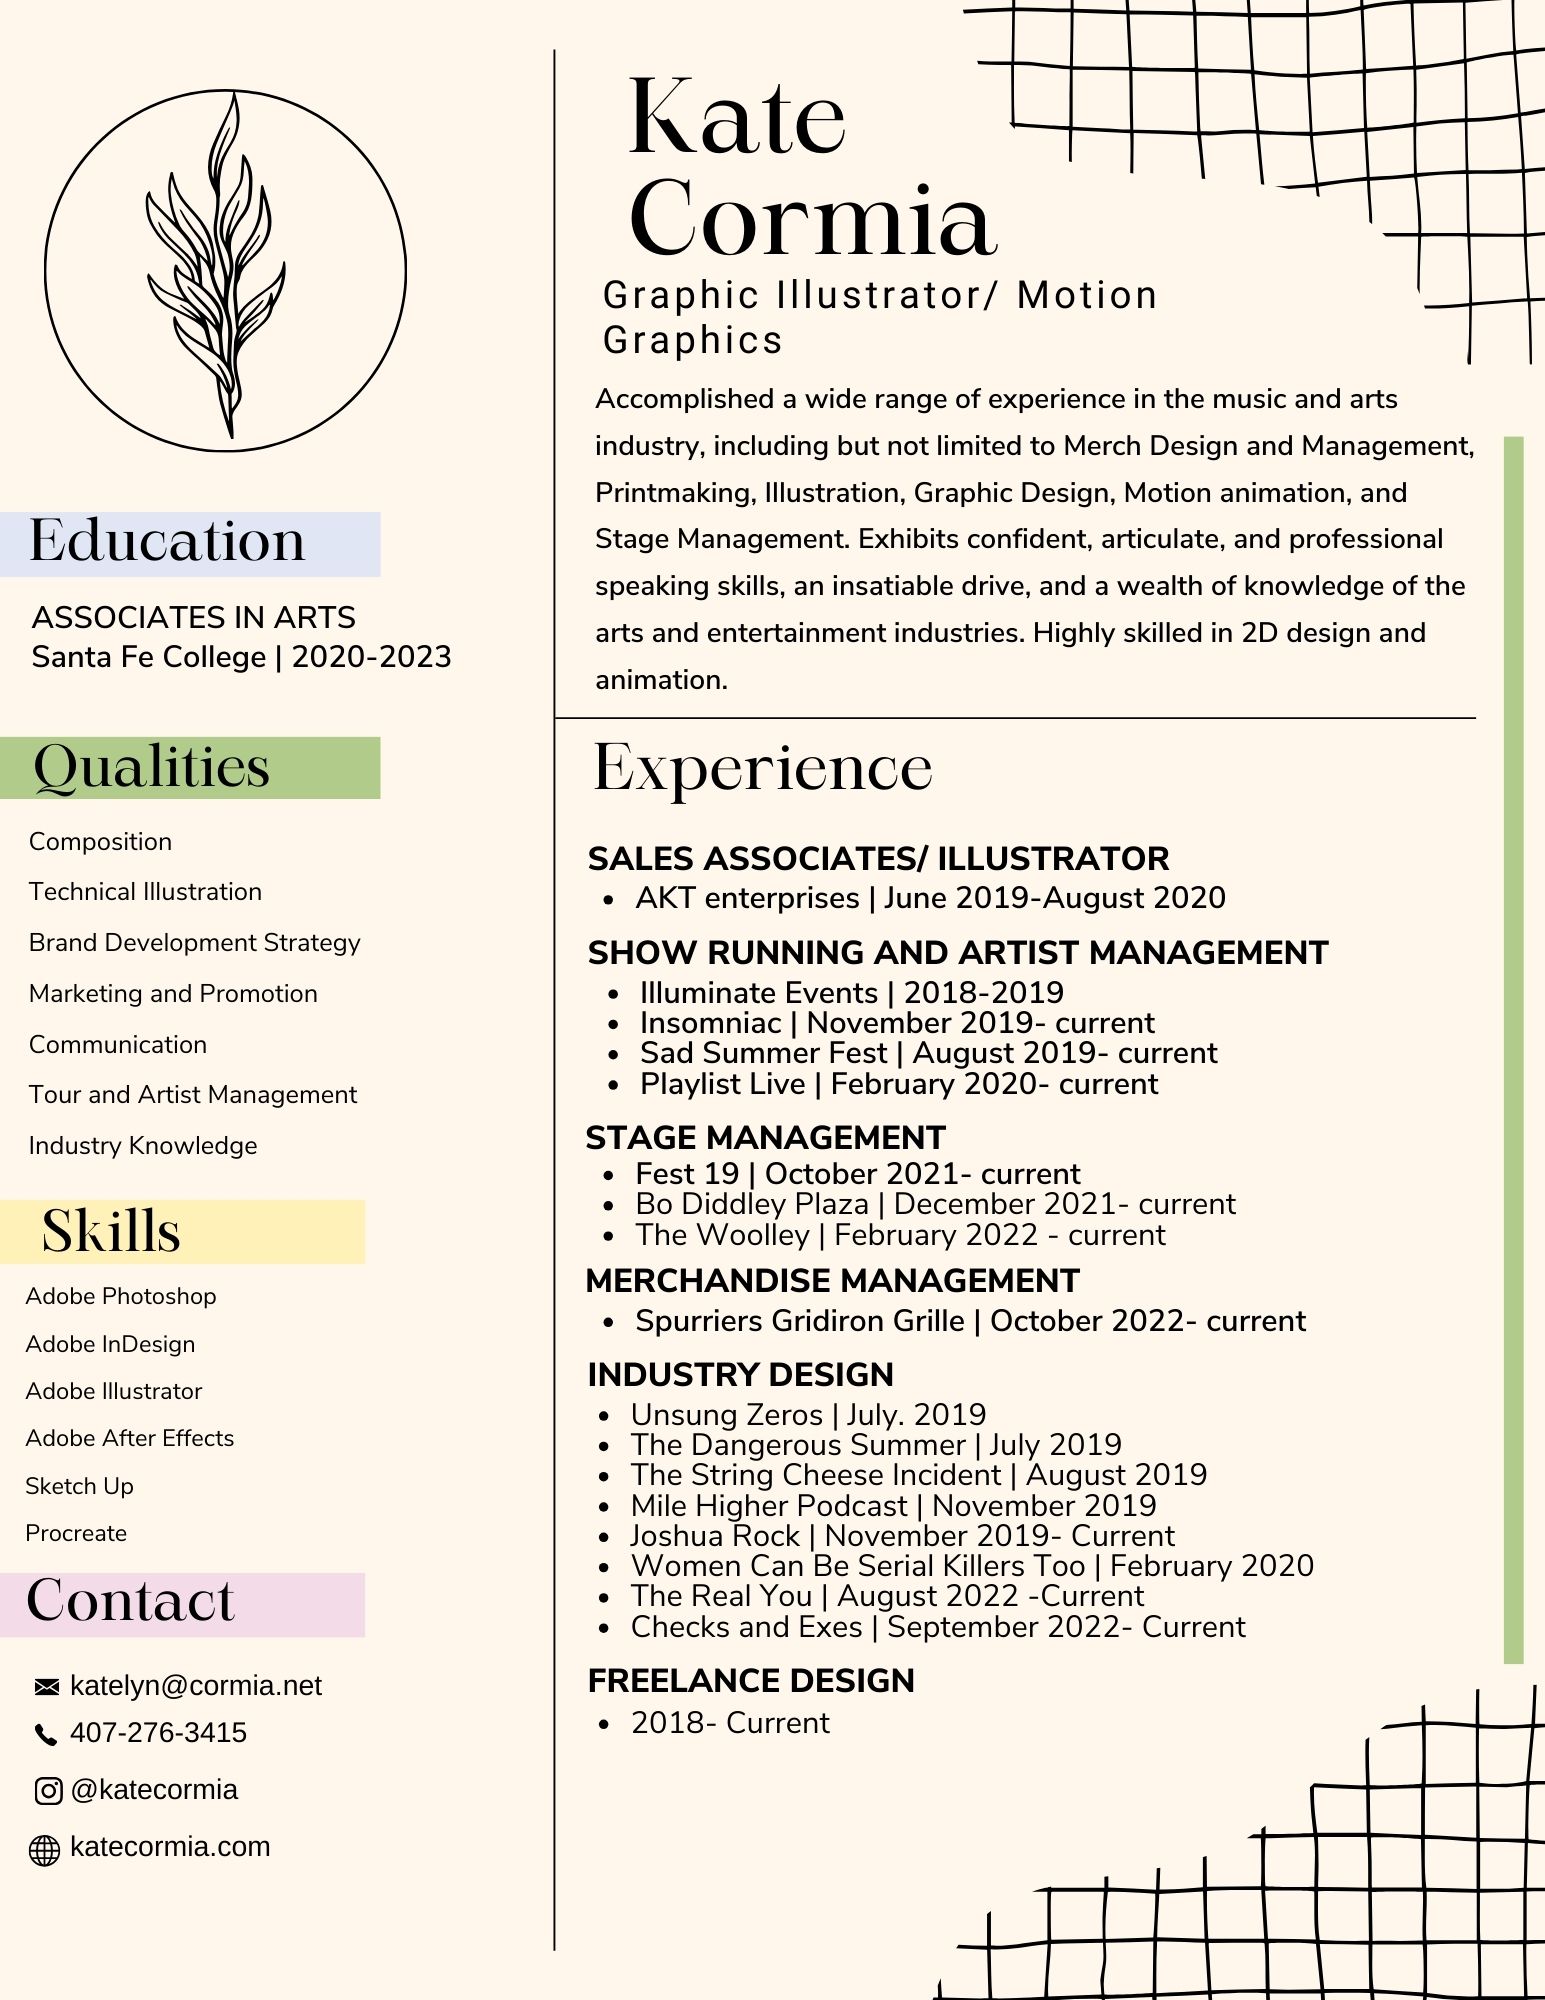 Kate
Cormia
Graphic Illustrator/ Motion
Graphics
Accomplished a wide range of experience in the music and arts
industry, including but not limited to Merch Design and Management,
Printmaking, Illustration, Graphic Design, Motion animation, and
Stage Management. Exhibits confident, articulate, and professional
speaking skills, an insatiable drive, and a wealth of knowledge of the
arts and entertainment industries. Highly skilled in 2D design and
animation.
Education
ASSOCIATES IN ARTS
Santa Fe College | 2020-2023
Qualities
Composition
Technical Illustration
Brand Development Strategy
Marketing and Promotion
Communication
Tour and Artist Management
Industry Knowledge
Skills
Adobe Photoshop
Adobe InDesign
Adobe Illustrator
Adobe After Effects
Sketch Up
Procreate
Contact
katelyn@cormia.net
407-276-3415
@katecormia
katecormia.com
Experience
SALES ASSOCIATES/ ILLUSTRATOR
• AKT enterprises | June 2019-August 2020
SHOW RUNNING AND ARTIST MANAGEMENT
• Illuminate Events | 2018-2019
• Insomniac | November 2019- current
• Sad Summer Fest | August 2019- current
• Playlist Live | February 2020- current
STAGE MANAGEMENT
• Fest 19 | October 2021- current
• Bo Diddley Plaza | December 2021- current
• The Woolley | February 2022 - current
MERCHANDISE MANAGEMENT
• Spurriers Gridiron Grille | October 2022- current
INDUSTRY DESIGN
• Unsung Zeros | July. 2019
• The Dangerous Summer | July 2019
• The String Cheese Incident | August 2019
• Mile Higher Podcast | November 2019
• Joshua Rock | November 2019- Current
• Women Can Be Serial Killers Too | February 2020
• The Real You | August 2022 -Current
• Checks and Exes | September 2022- Current
FREELANCE DESIGN
• 2018- Current